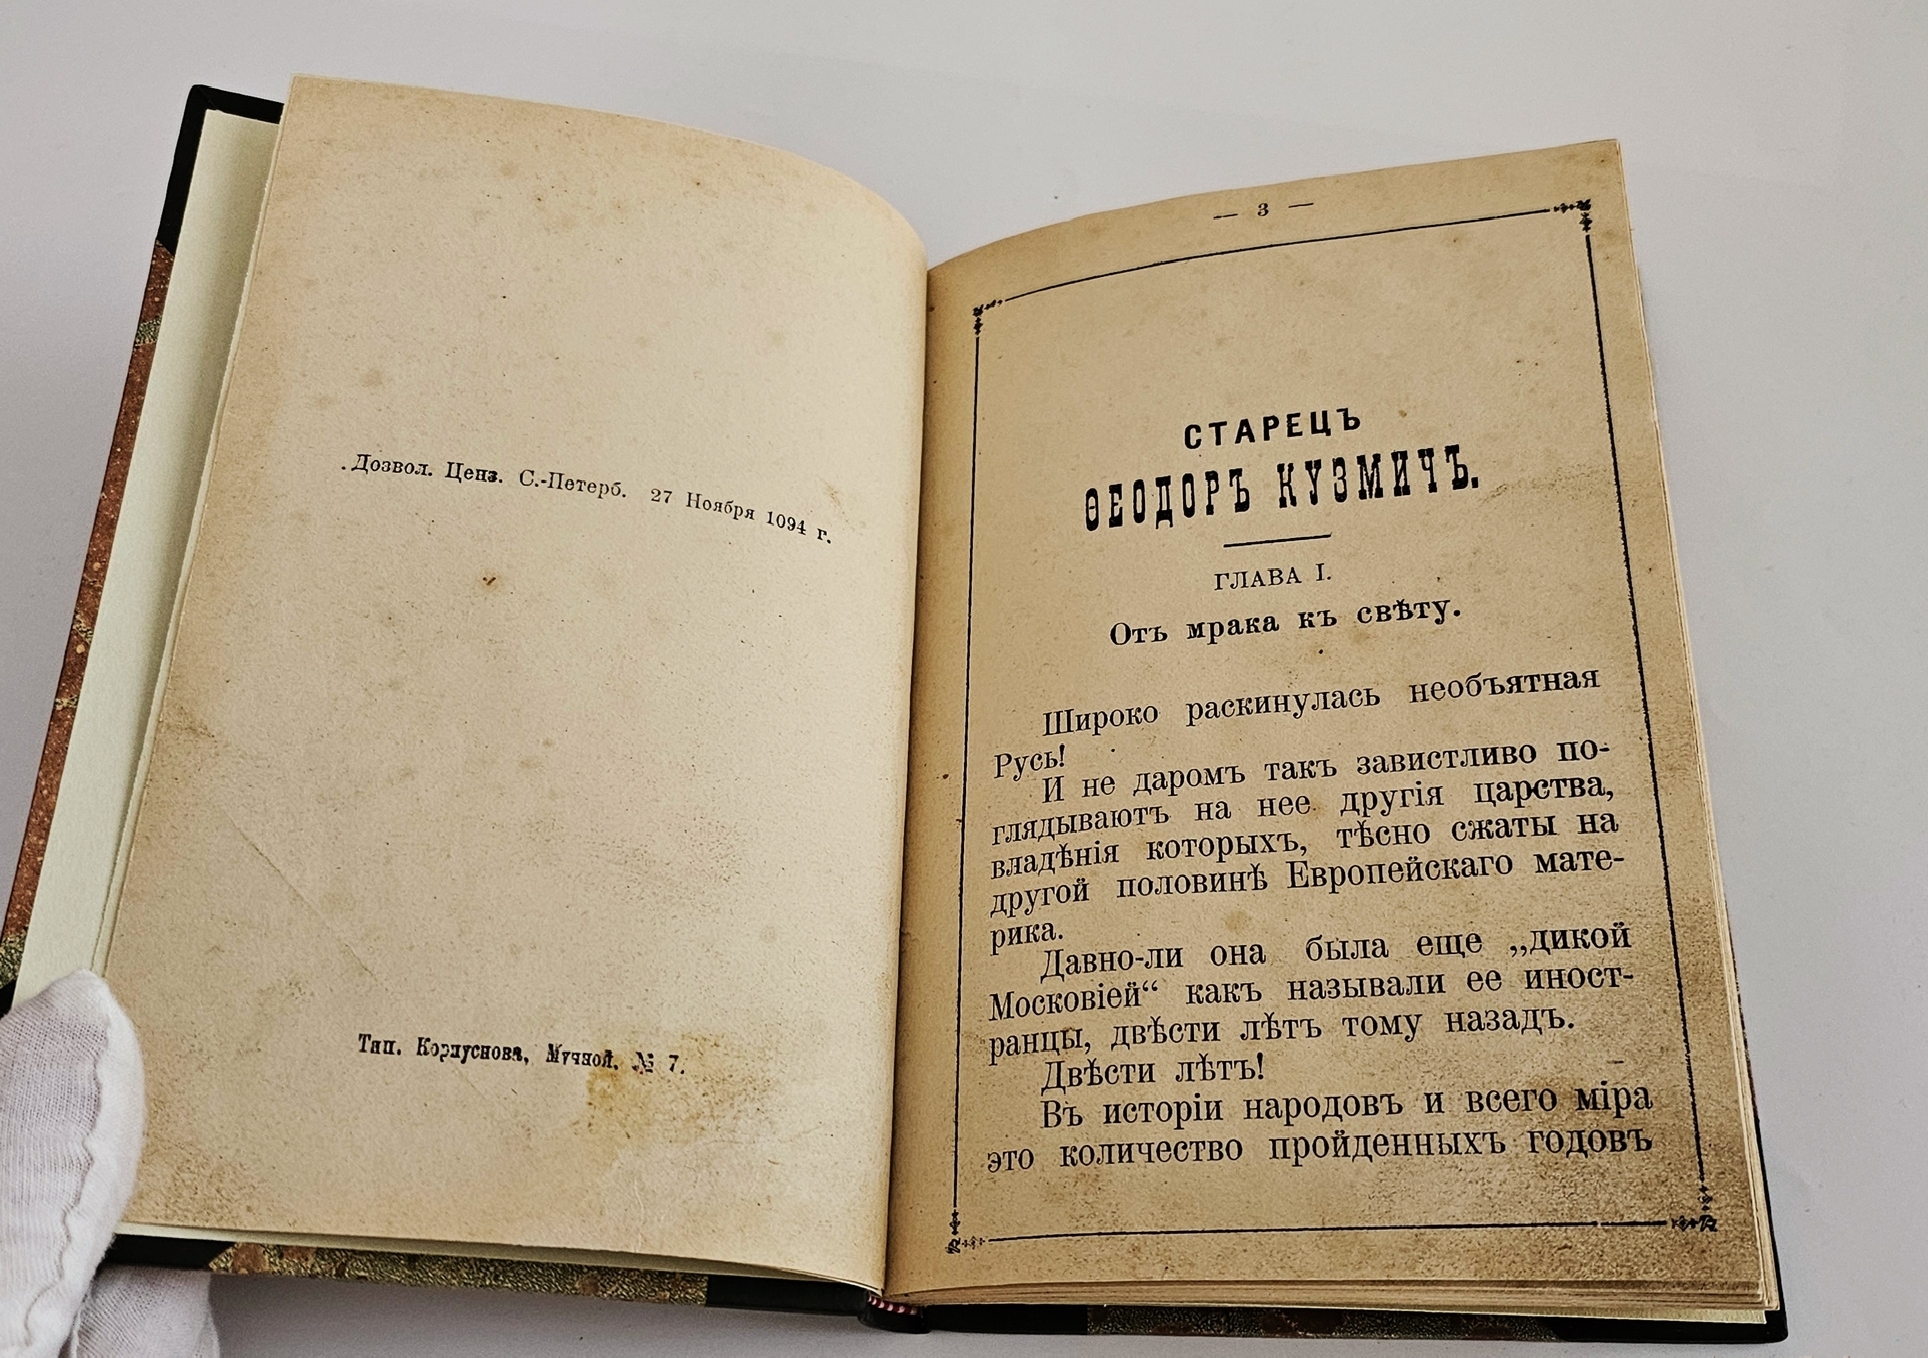 Дозвол. Ценз. С.-Петерб. 27 Ноября 1094 г.
Тип. Корпуснова, Мучной, № 7.
— 3 —
СТАРЕЦЪ
ѲЕОДОРЪ КУЗМИЧЪ.
ГЛАВА I.
Отъ мрака къ свѣту.
Широко раскинулась необъятная
Русь!
И не даромъ такъ завистливо по-
глядываютъ на нее другія царства,
владѣнія которыхъ, тѣсно сжаты на
другой половинѣ Европейскаго мате-
рика.
Давно-ли она была еще „дикой
Московіей“ какъ называли ее иност-
ранцы, двѣсти лѣтъ тому назадъ.
Двѣсти лѣтъ!
Въ исторіи народовъ и всего міра
это количество пройденныхъ годовъ